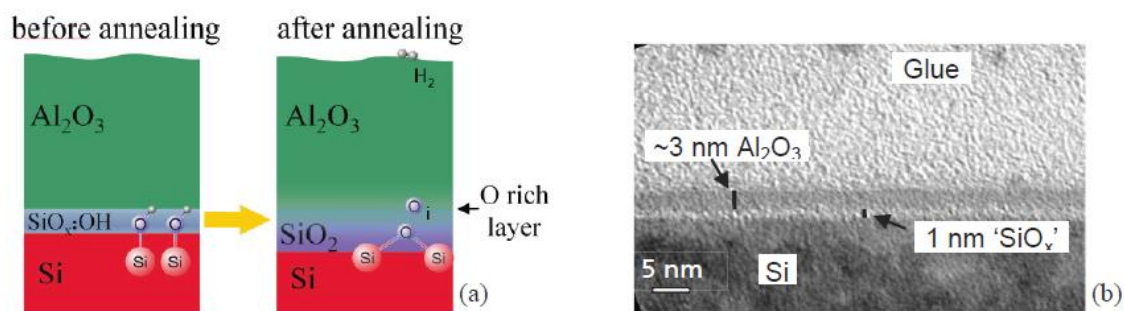 before annealing
after annealing
H₂
Al₂O₃
Al₂O₃
SiOₓ:OH
O
O
Si
Si
Si
O
i
O
SiO₂
Si
Si
Si
O rich
layer
(a)
Glue
~3 nm Al₂O₃
1 nm ‘SiOₓ’
5 nm
Si
(b)